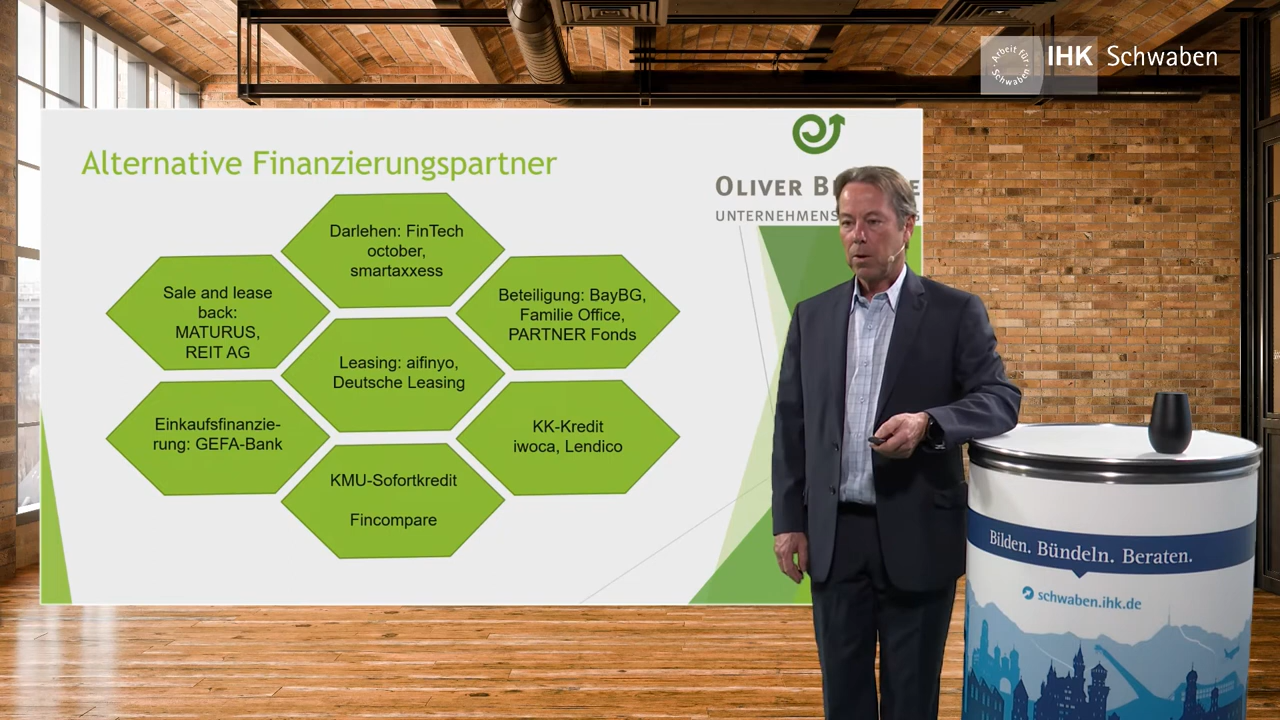 Arbeit für
Schwaben
IHK Schwaben
Alternative Finanzierungspartner
OLIVER
UNTERNEHMENS
Darlehen: FinTech
october,
smartaxxess
Sale and lease
back:
MATURUS,
REIT AG
Beteiligung: BayBG,
Familie Office,
PARTNER Fonds
Leasing: aifinyo,
Deutsche Leasing
Einkaufsfinanzie-
rung: GEFA-Bank
KK-Kredit
iwoca, Lendico
KMU-Sofortkredit
Fincompare
Bilden. Bündeln. Beraten.
schwaben.ihk.de